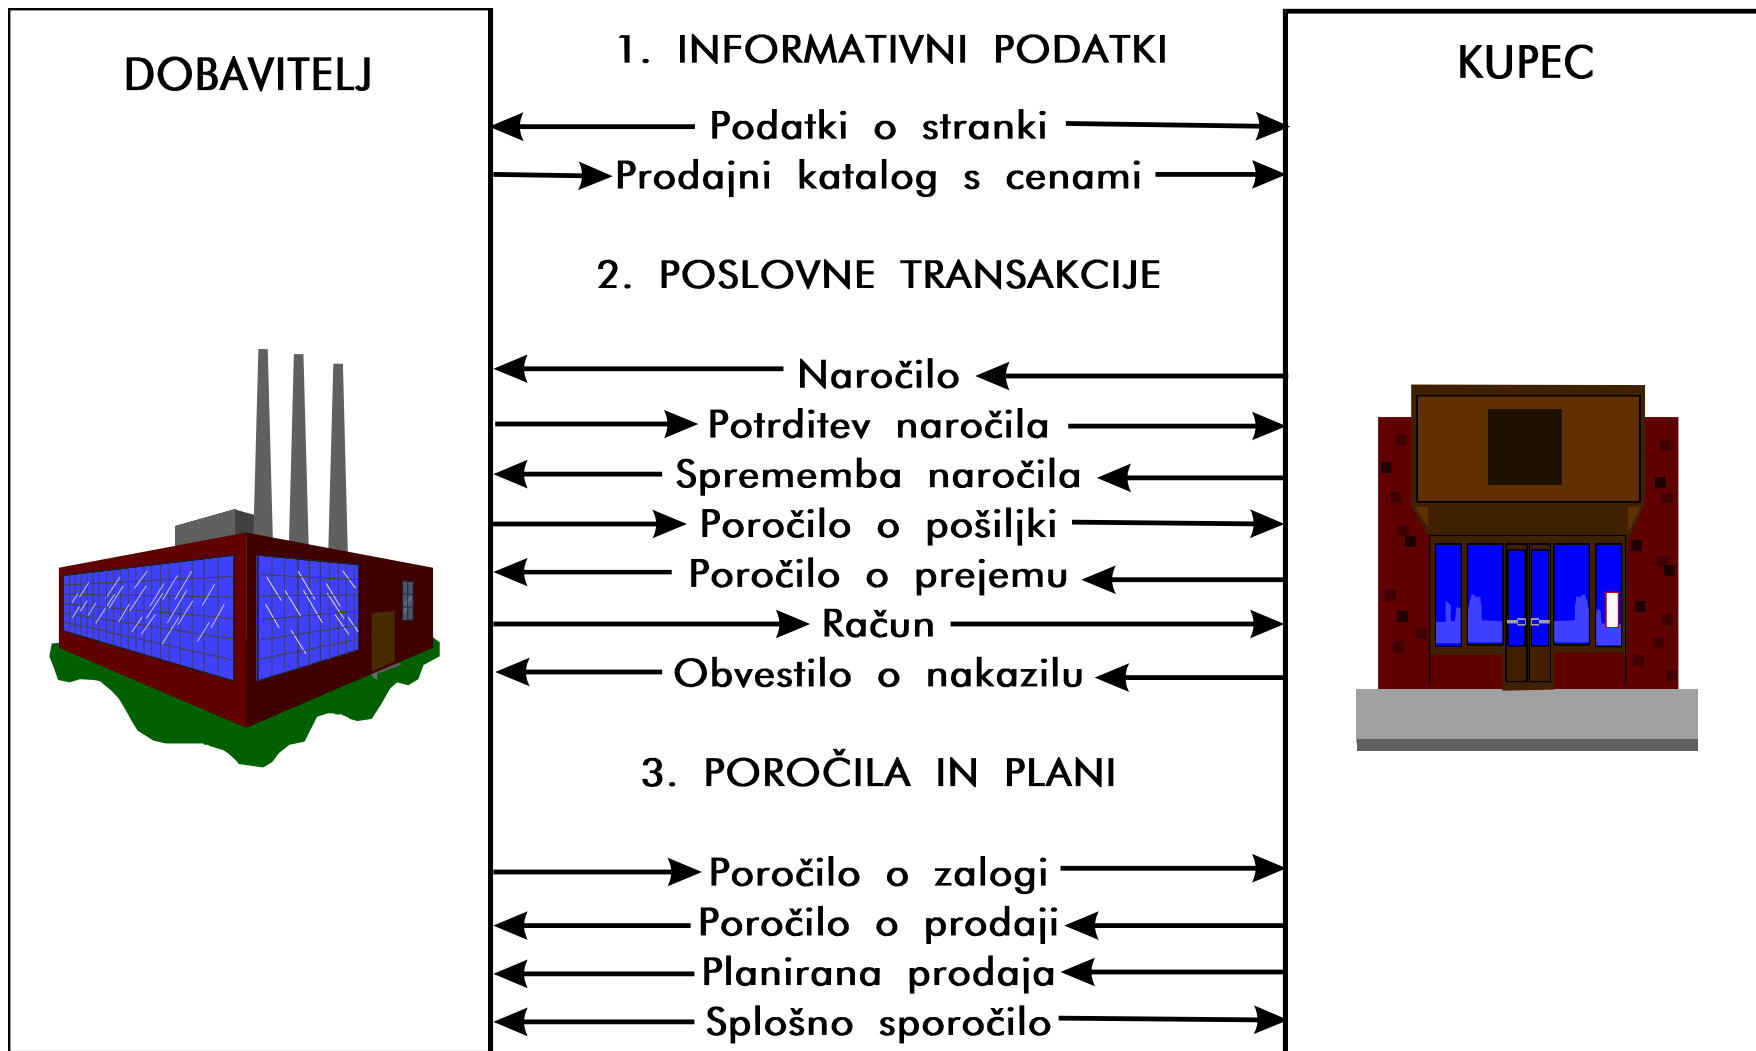 DOBAVITELJ
1. INFORMATIVNI PODATKI
KUPEC
Podatki o stranki
Prodajni katalog s cenami
2. POSLOVNE TRANSAKCIJE
Naročilo
Potrditev naročila
Sprememba naročila
Poročilo o pošiljki
Poročilo o prejemu
Račun
Obvestilo o nakazilu
3. POROČILA IN PLANI
Poročilo o zalogi
Poročilo o prodaji
Planirana prodaja
Splošno sporočilo